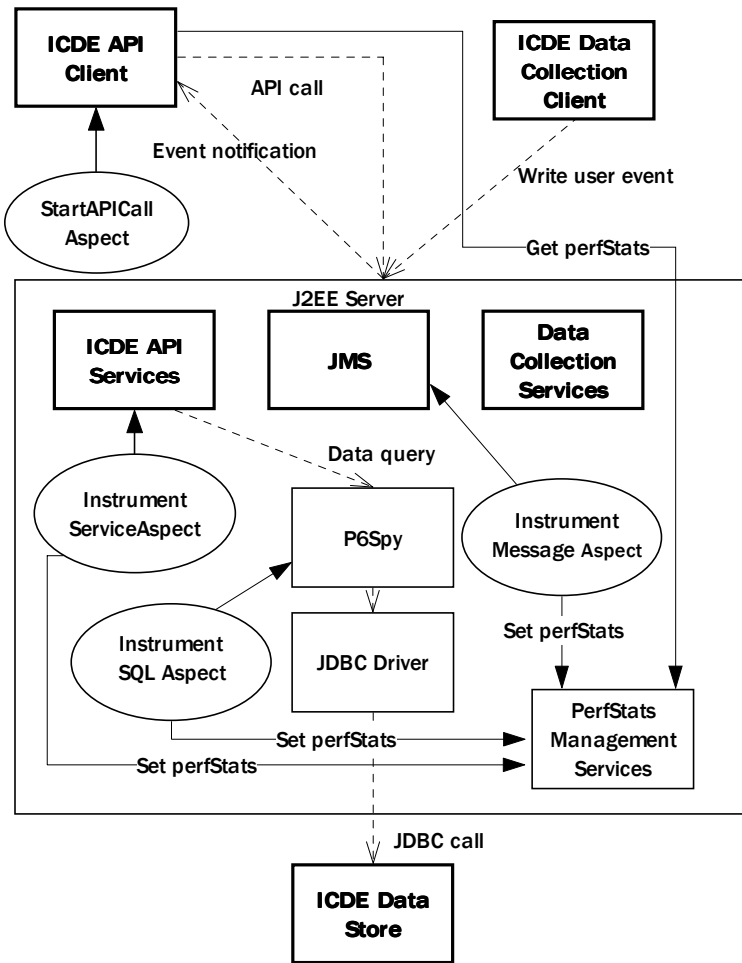 ICDE API
Client
ICDE Data
Collection
Client
API call
Event notification
Write user event
StartAPICall
Aspect
Get perfStats
J2EE Server
ICDE API
Services
JMS
Data
Collection
Services
Data query
Instrument
ServiceAspect
P6Spy
Instrument
Message Aspect
Instrument
SQL Aspect
JDBC Driver
Set perfStats
PerfStats
Management
Services
Set perfStats
Set perfStats
JDBC call
ICDE Data
Store